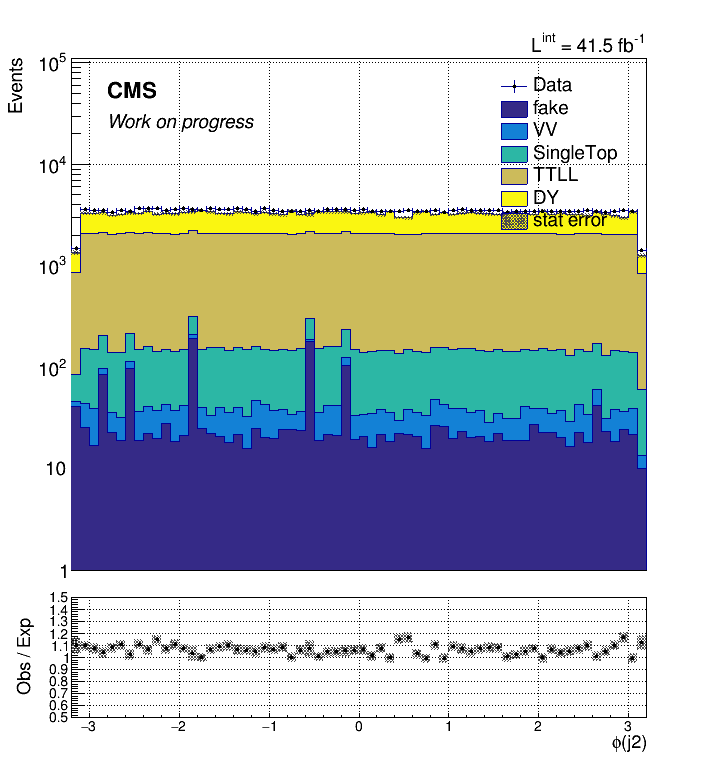 L^int = 41.5 fb^-1
Events
10^5
10^4
10^3
10^2
10
1
CMS
Work on progress
Data
fake
VV
SingleTop
TTLL
DY
stat error
Obs / Exp
1.5
1.4
1.3
1.2
1.1
1
0.9
0.8
0.7
0.6
0.5
−3 −2 −1 0 1 2 3
ϕ(j2)